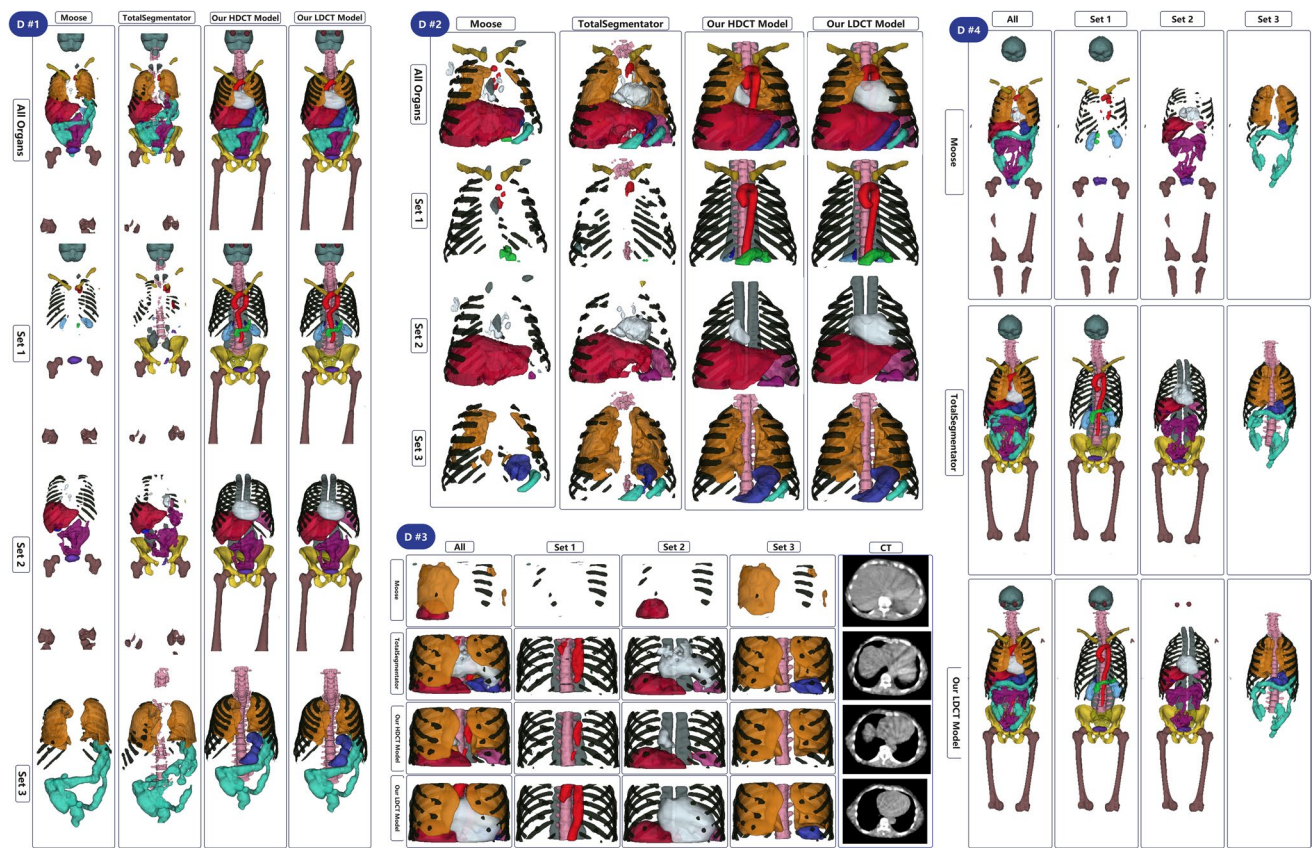 D #1
Moose
TotalSegmentator
Our HDCT Model
Our LDCT Model
All Organs
Set 1
Set 2
Set 3
D #2
Moose
TotalSegmentator
Our HDCT Model
Our LDCT Model
All Organs
Set 1
Set 2
Set 3
D #3
All
Set 1
Set 2
Set 3
CT
Moose
TotalSegmentator
Our HDCT Model
Our LDCT Model
D #4
All
Set 1
Set 2
Set 3
Moose
TotalSegmentator
Our LDCT Model